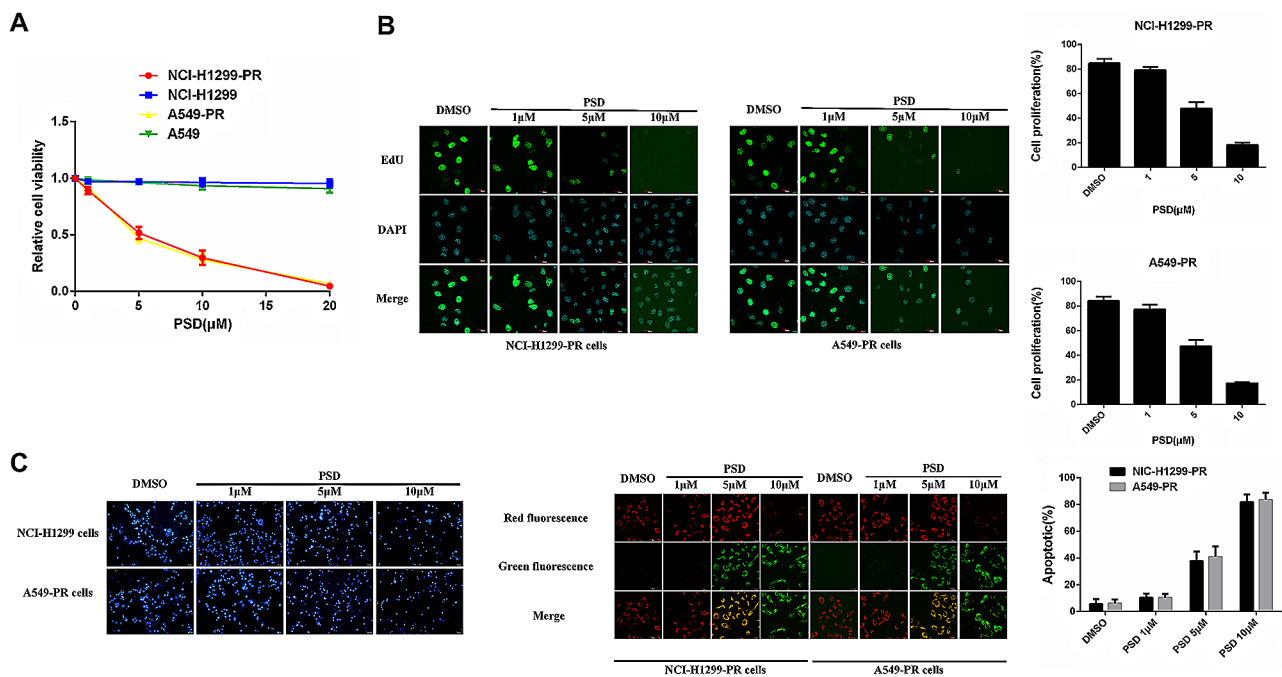 A
NCI-H1299-PR
NCI-H1299
A549-PR
A549
Relative cell viability
1.5
1.0
0.5
0.0
0 5 10 15 20
PSD(μM)
B
DMSO PSD
1μM 5μM 10μM
EdU
DAPI
Merge
NCI-H1299-PR cells
DMSO PSD
1μM 5μM 10μM
A549-PR cells
NCI-H1299-PR
Cell proliferation(%)
100
80
60
40
20
0
DMSO 1 5 10
PSD(μM)
A549-PR
Cell proliferation(%)
100
80
60
40
20
0
DMSO 1 5 10
PSD(μM)
C
DMSO PSD
1μM 5μM 10μM
NCI-H1299 cells
A549-PR cells
DMSO PSD DMSO PSD
1μM 5μM 10μM 1μM 5μM 10μM
Red fluorescence
Green fluorescence
Merge
NCI-H1299-PR cells A549-PR cells
NIC-H1299-PR
A549-PR
Apoptotic(%)
100
80
60
40
20
0
DMSO PSD 1μM PSD 5μM PSD 10μM